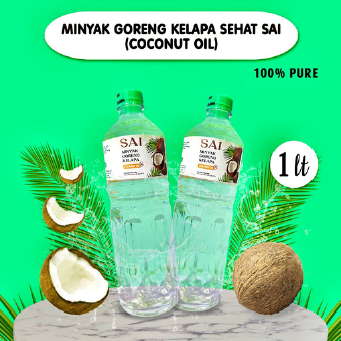 MINYAK GORENG KELAPA SEHAT SAI
(COCONUT OIL)
100% PURE
1 lt
SAI
MINYAK
GORENG
KELAPA
SAI
MINYAK
GORENG
KELAPA